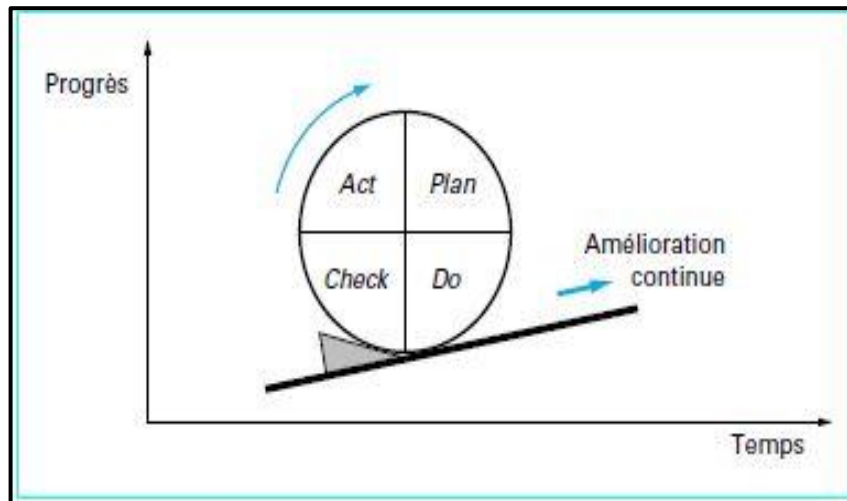 Progrès
Act
Plan
Check
Do
Amélioration
continue
Temps